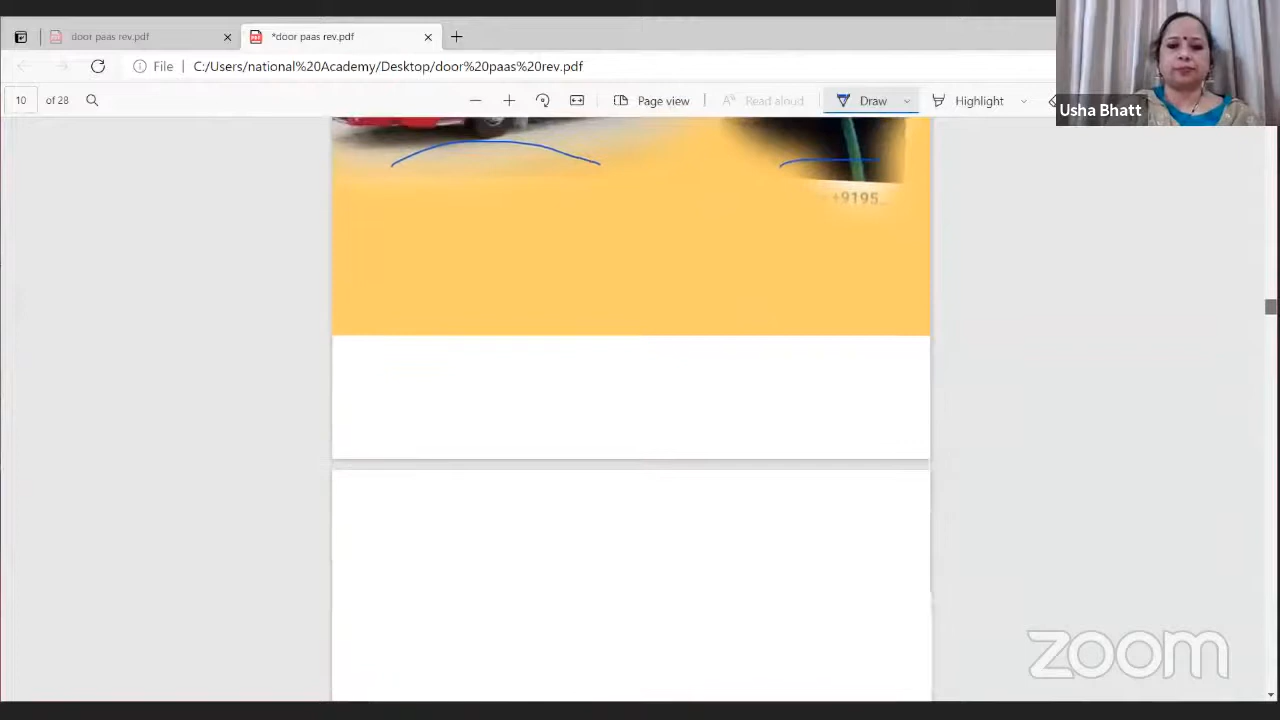 door paas rev.pdf
*door paas rev.pdf
File
C:/Users/national%20Academy/Desktop/door%20paas%20rev.pdf
10 of 28
Page view
Read aloud
Draw
Highlight
Usha Bhatt
+9195..
zoom